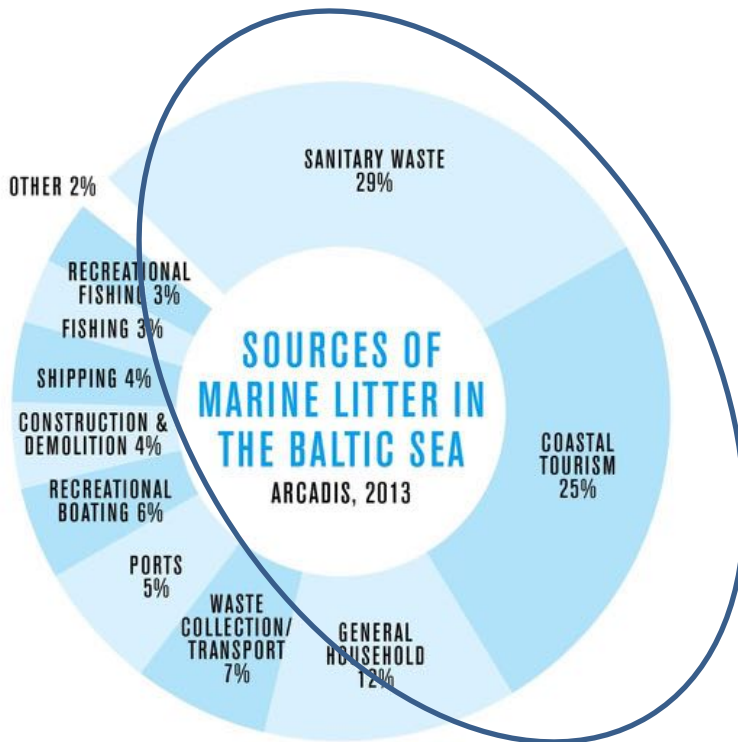 SANITARY WASTE
29%
OTHER 2%
RECREATIONAL
FISHING 3%
FISHING 3%
SHIPPING 4%
CONSTRUCTION &
DEMOLITION 4%
RECREATIONAL
BOATING 6%
PORTS
5%
WASTE
COLLECTION/
TRANSPORT
7%
GENERAL
HOUSEHOLD
12%
COASTAL
TOURISM
25%
SOURCES OF
MARINE LITTER IN
THE BALTIC SEA
ARCADIS, 2013